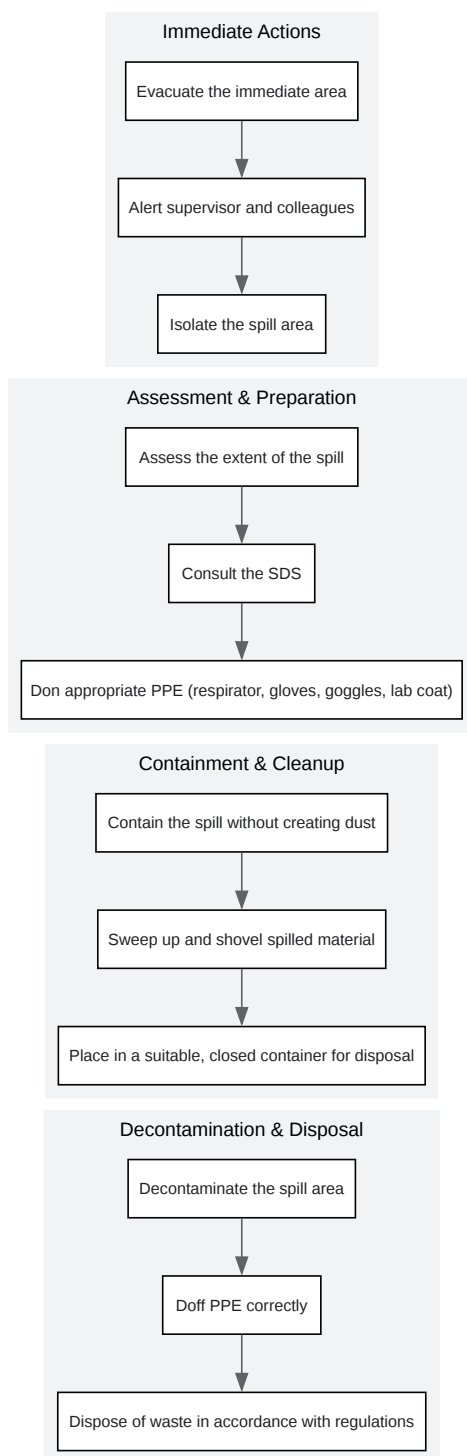 Immediate Actions
Evacuate the immediate area
Alert supervisor and colleagues
Isolate the spill area
Assessment & Preparation
Assess the extent of the spill
Consult the SDS
Don appropriate PPE (respirator, gloves, goggles, lab coat)
Containment & Cleanup
Contain the spill without creating dust
Sweep up and shovel spilled material
Place in a suitable, closed container for disposal
Decontamination & Disposal
Decontaminate the spill area
Doff PPE correctly
Dispose of waste in accordance with regulations